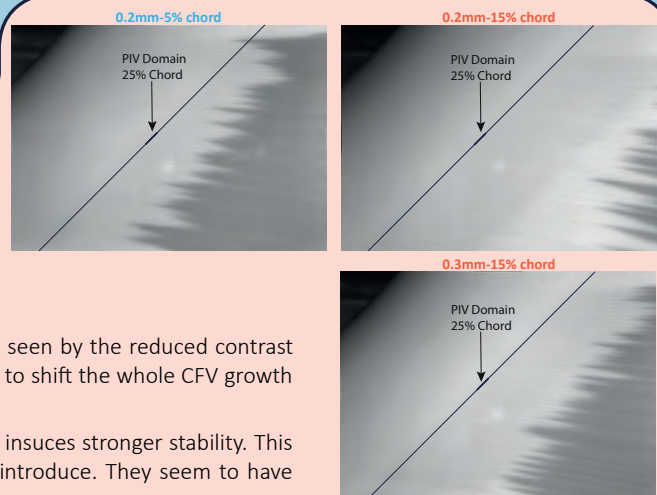 0.2mm-5% chord
PIV Domain
25% Chord
0.2mm-15% chord
PIV Domain
25% Chord
0.3mm-15% chord
PIV Domain
25% Chord
seen by the reduced contrast
to shift the whole CFV growth
insuces stronger stability. This
introduce. They seem to have